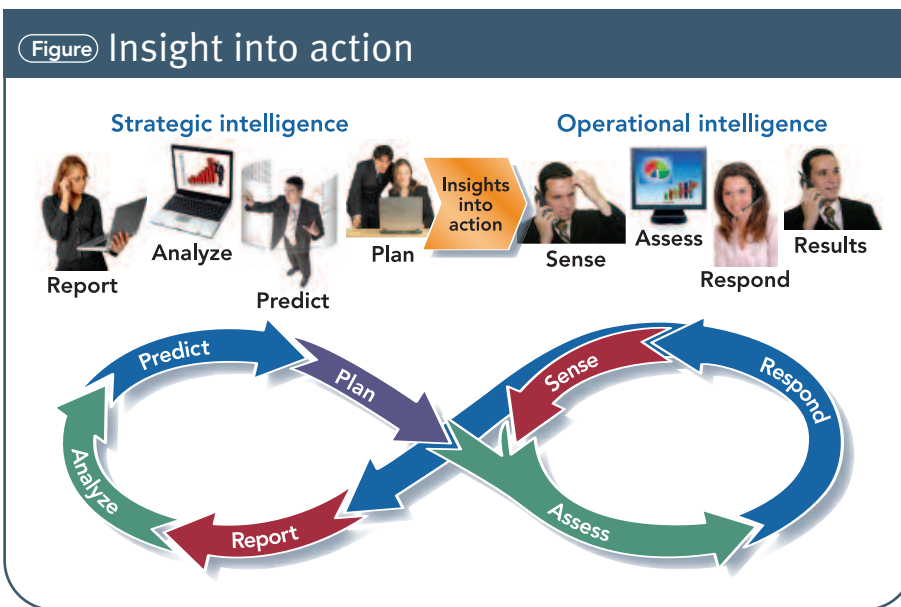 Figure Insight into action
Strategic intelligence
Operational intelligence
Report
Analyze
Predict
Plan
Insights
into
action
Sense
Assess
Respond
Results
Predict
Plan
Sense
Respond
Analyze
Report
Assess